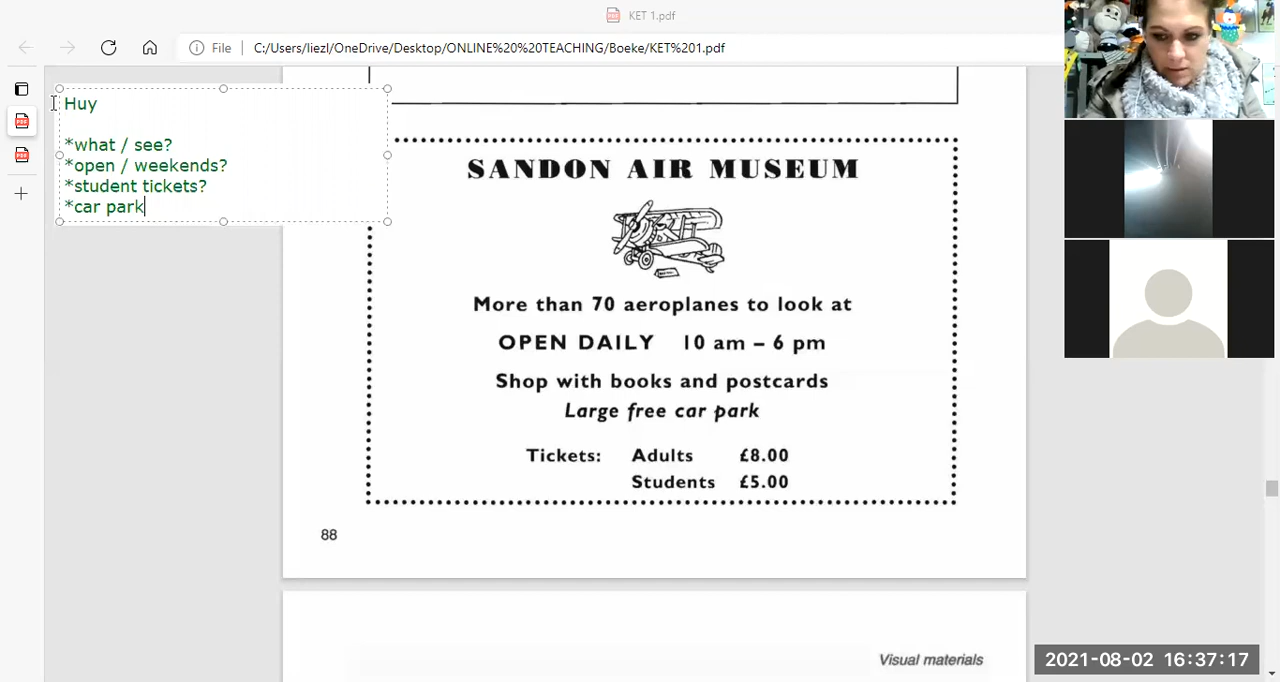 KET 1.pdf
File C:/Users/liezl/OneDrive/Desktop/ONLINE%20%20TEACHING/Boeke/KET%201.pdf
Huy
*what / see?
*open / weekends?
*student tickets?
*car park
SANDON AIR MUSEUM
More than 70 aeroplanes to look at
OPEN DAILY 10 am – 6 pm
Shop with books and postcards
Large free car park
Tickets: Adults £8.00
Students £5.00
88
Visual materials
2021-08-02 16:37:17